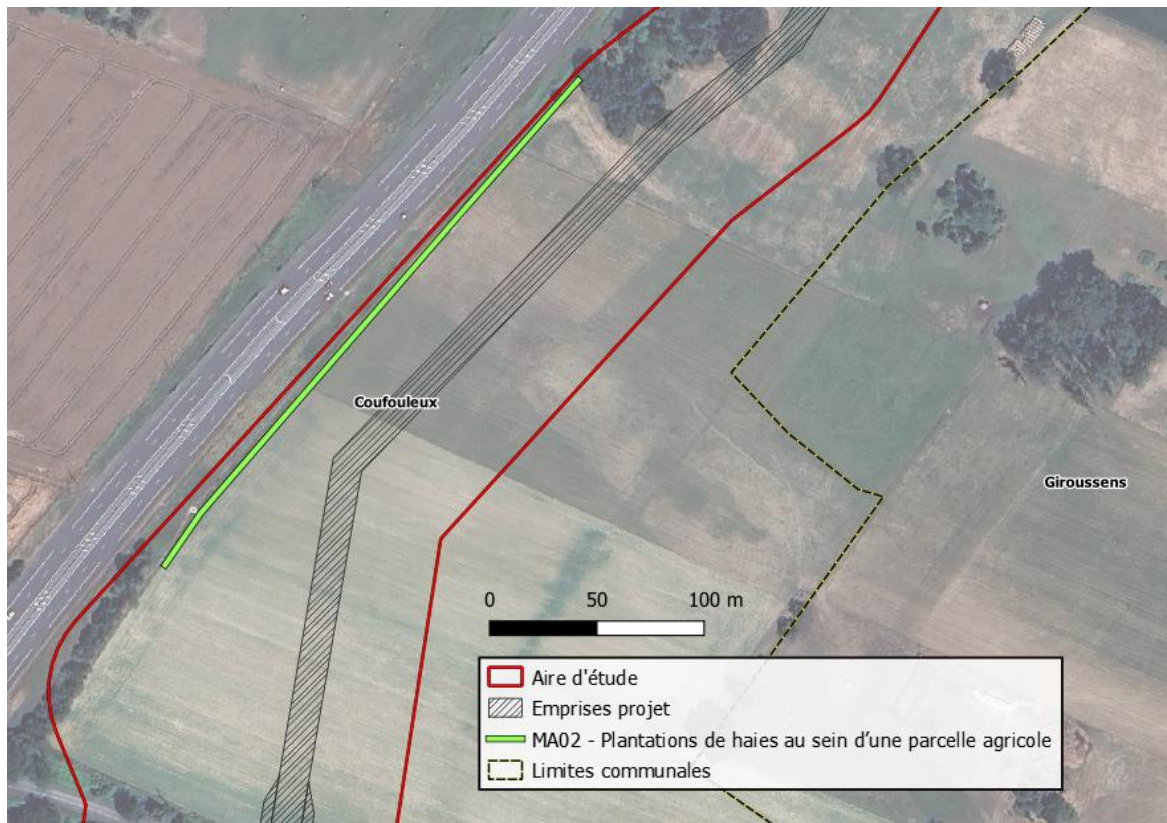 Coufouleux
Giroussens
0 50 100 m
Aire d'étude
Emprises projet
MA02 - Plantations de haies au sein d’une parcelle agricole
Limites communales